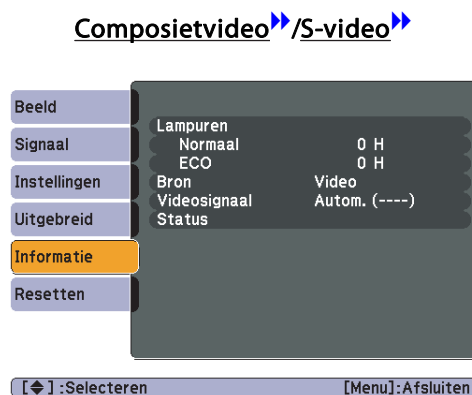 Composietvideo/S-video
Beeld
Signaal
Instellingen
Uitgebreid
Informatie
Resetten
Lampuren
Normaal 0 H
ECO 0 H
Bron Video
Videosignaal Autom. (----)
Status
[◆] :Selecteren [Menu]:Afsluiten